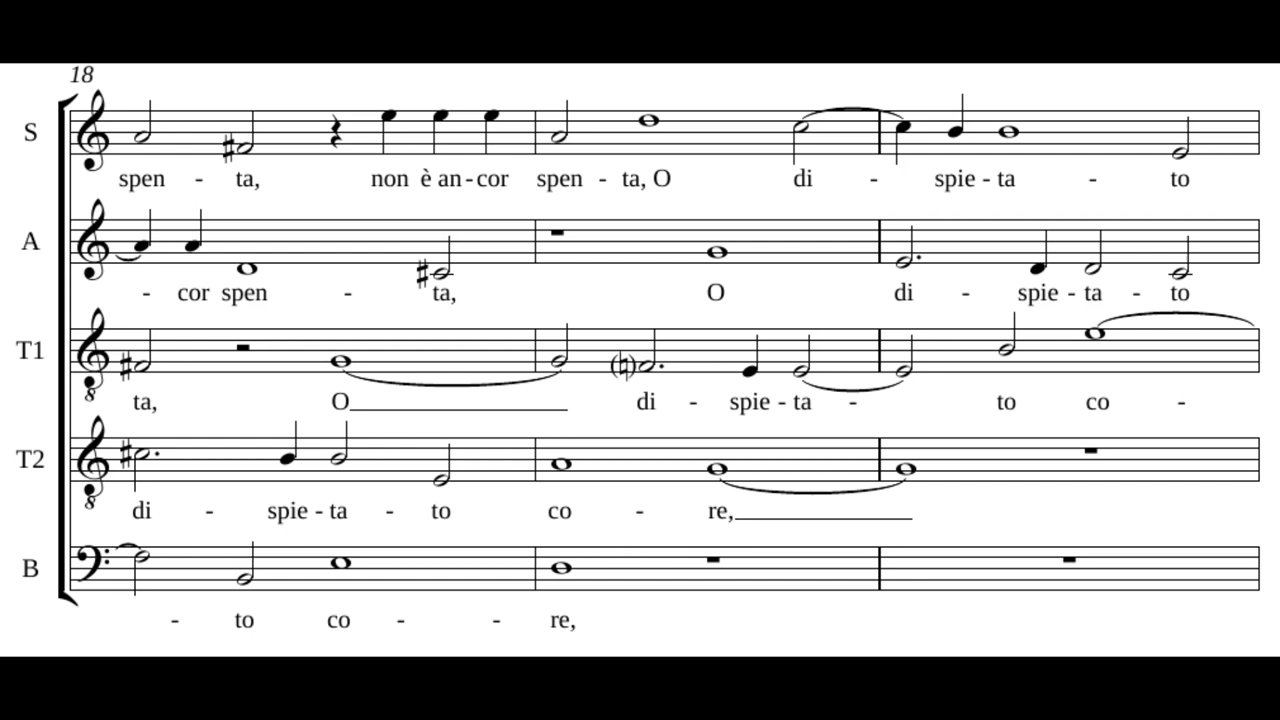 18
S
spen - ta, non è an - cor spen - ta, O di - spie - ta - to
A
- cor spen - ta, O di - spie - ta - to
T1
ta, O di - spie - ta - to co -
T2
di - spie - ta - to co - re,
B
- to co - - re,